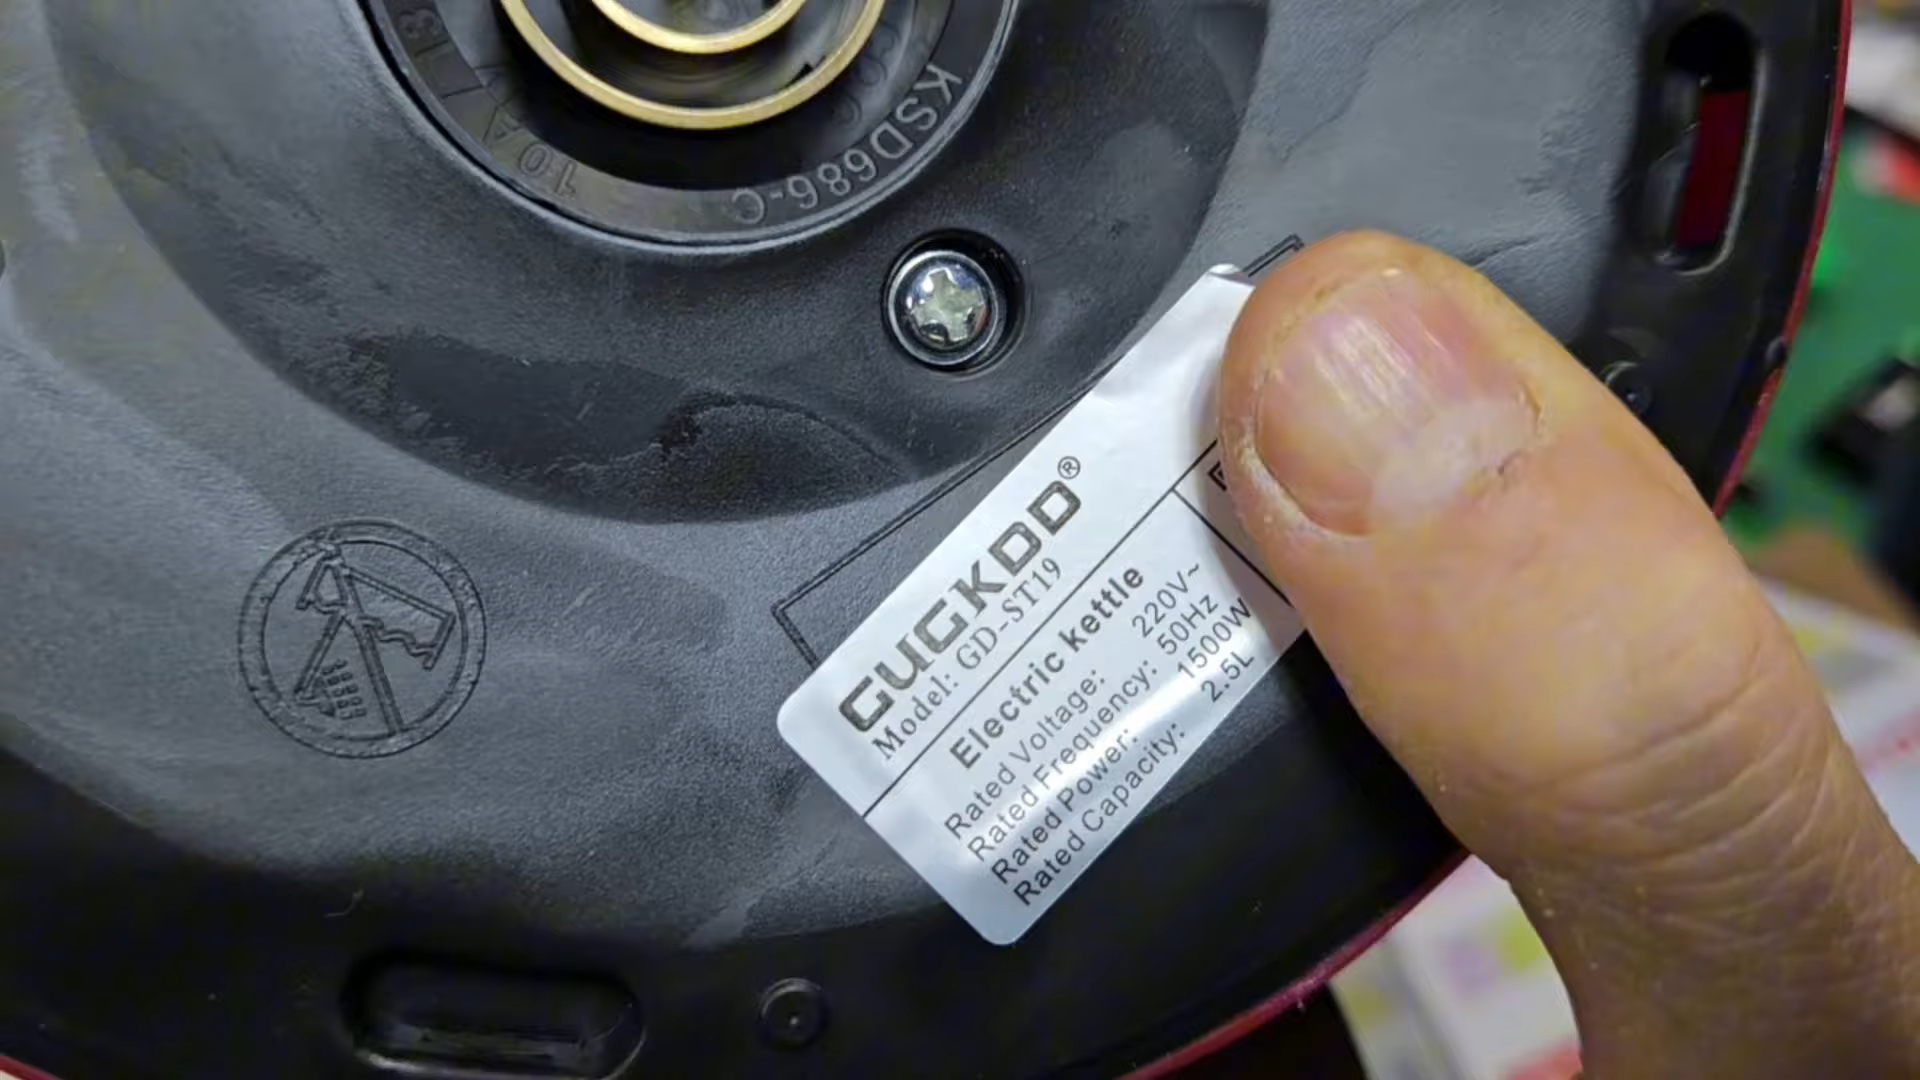 KSD686-C
10A
GUGKDD®
Model: GD-ST19
Electric kettle
Rated Voltage: 220V~
Rated Frequency: 50Hz
Rated Power: 1500W
Rated Capacity: 2.5L